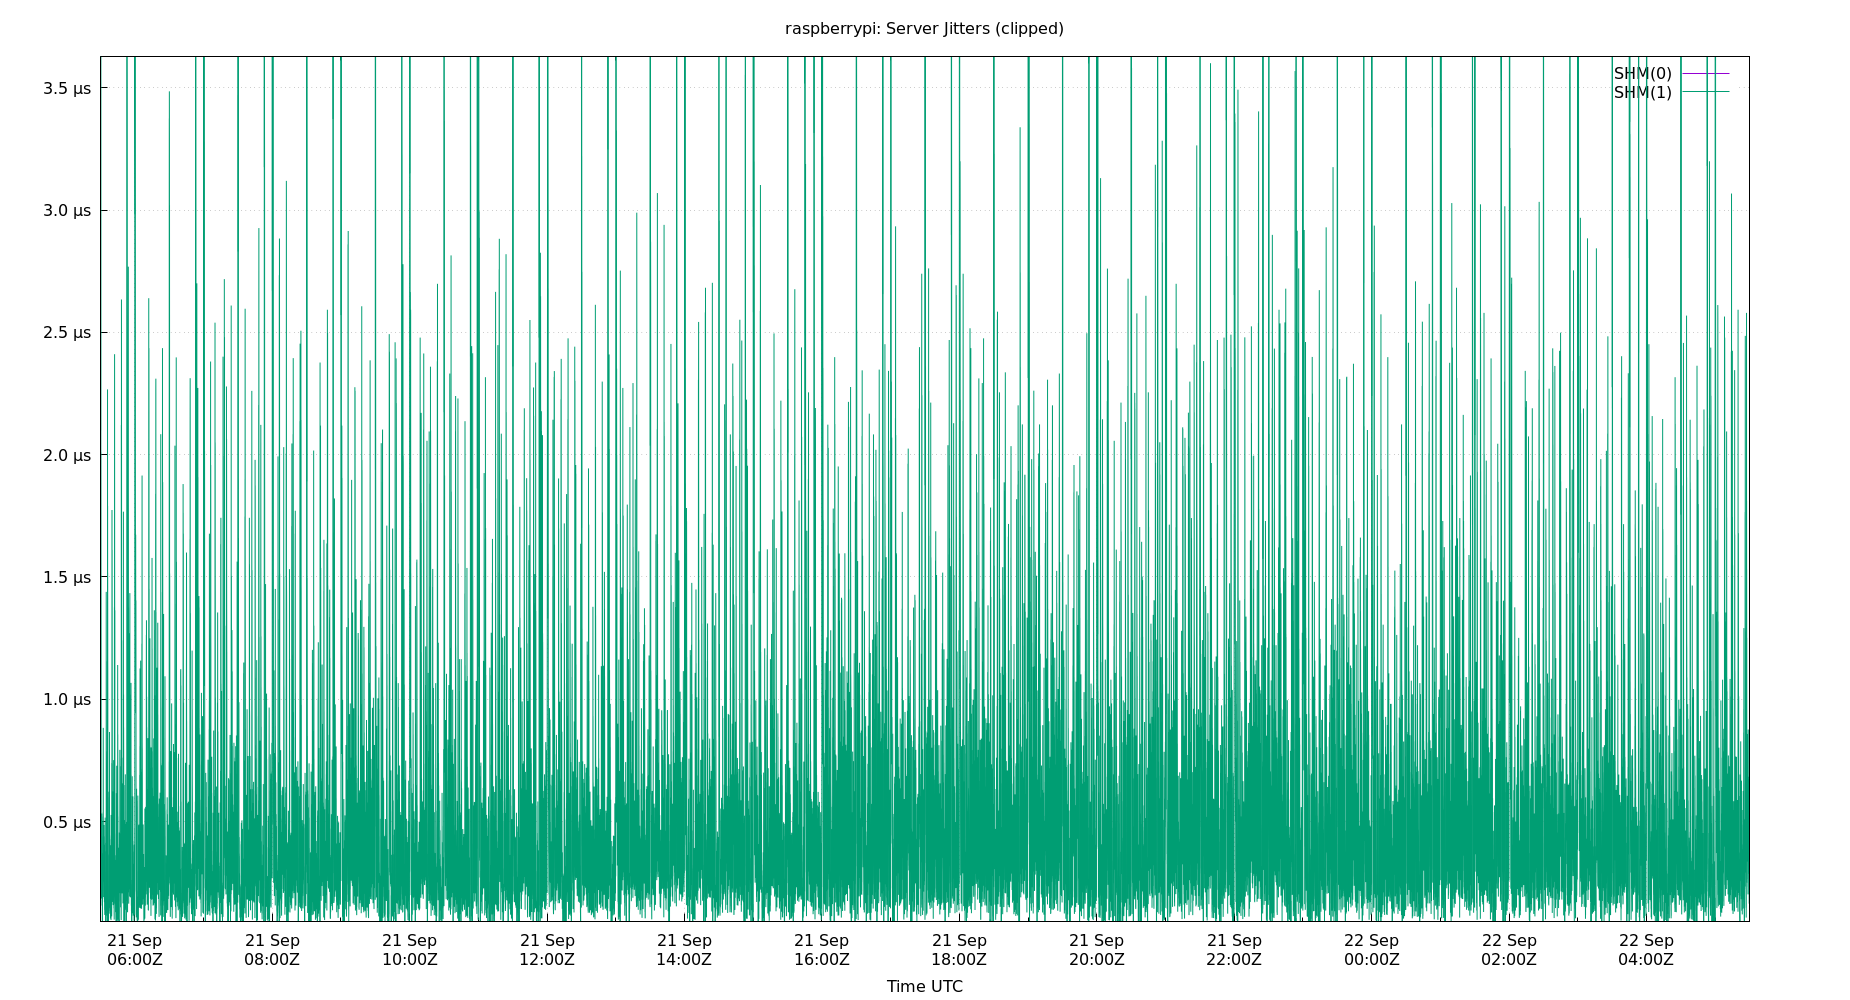 raspberrypi: Server Jitters (clipped)
SHM(0)
SHM(1)
3.5 μs
3.0 μs
2.5 μs
2.0 μs
1.5 μs
1.0 μs
0.5 μs
21 Sep 21 Sep 21 Sep 21 Sep 21 Sep 21 Sep 21 Sep 21 Sep 21 Sep 22 Sep 22 Sep 22 Sep
06:00Z 08:00Z 10:00Z 12:00Z 14:00Z 16:00Z 18:00Z 20:00Z 22:00Z 00:00Z 02:00Z 04:00Z
Time UTC